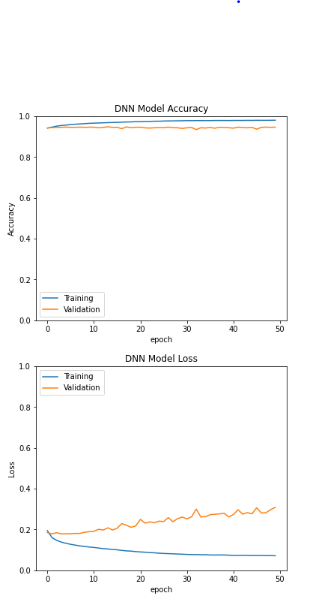 DNN Model Accuracy
1.0
0.8
0.6
0.4
0.2
0.0
Accuracy
Training
Validation
0 10 20 30 40 50
epoch
DNN Model Loss
1.0
0.8
0.6
0.4
0.2
0.0
Loss
Training
Validation
0 10 20 30 40 50
epoch